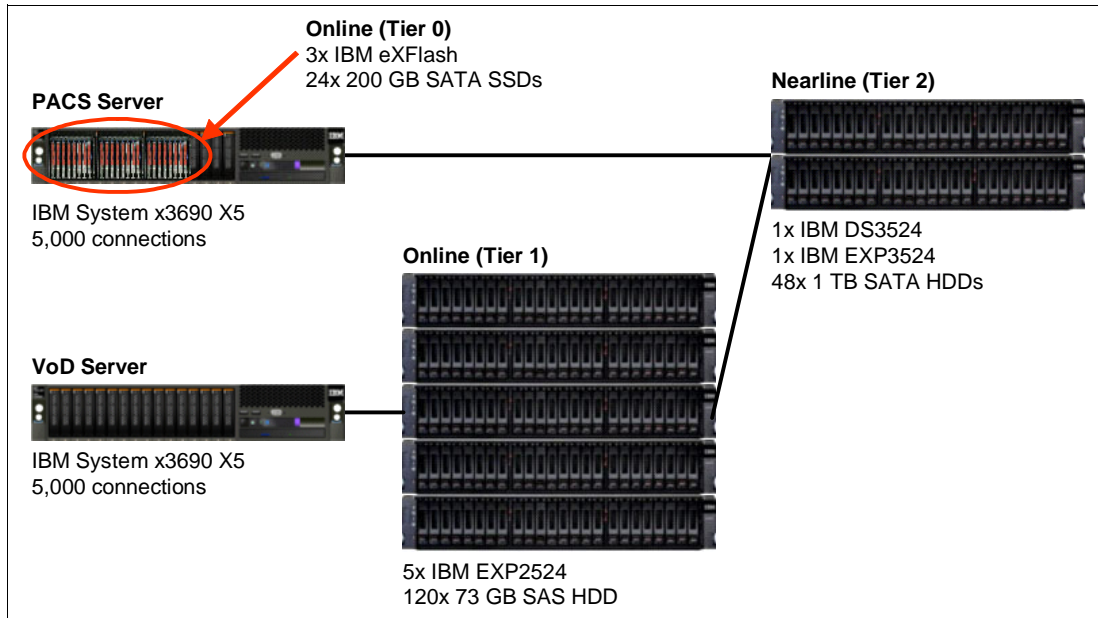 Online (Tier 0)
3x IBM eXFlash
24x 200 GB SATA SSDs
PACS Server
IBM System x3690 X5
5,000 connections
Nearline (Tier 2)
1x IBM DS3524
1x IBM EXP3524
48x 1 TB SATA HDDs
Online (Tier 1)
VoD Server
IBM System x3690 X5
5,000 connections
5x IBM EXP2524
120x 73 GB SAS HDD